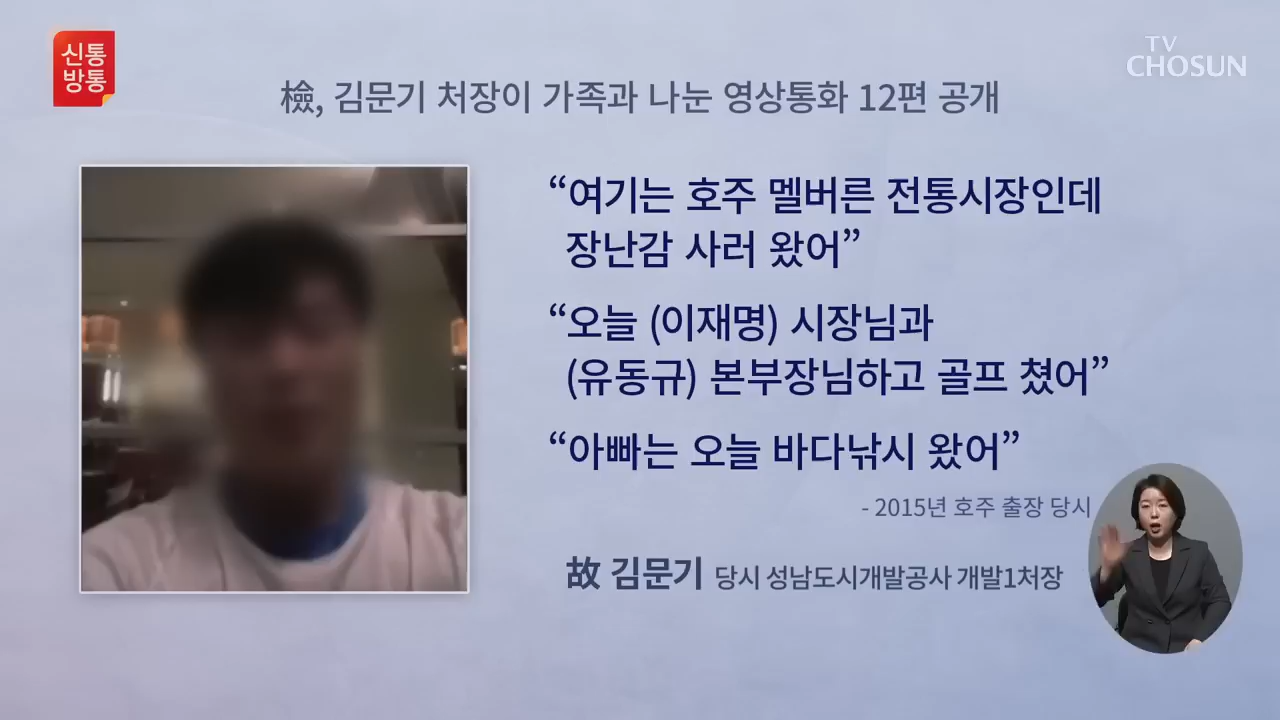 신통
방통
TV
CHOSUN
檢, 김문기 처장이 가족과 나눈 영상통화 12편 공개
“여기는 호주 멜버른 전통시장인데
장난감 사러 왔어”
“오늘 (이재명) 시장님과
(유동규) 본부장님하고 골프 쳤어”
“아빠는 오늘 바다낚시 왔어”
- 2015년 호주 출장 당시
故 김문기 당시 성남도시개발공사 개발1처장